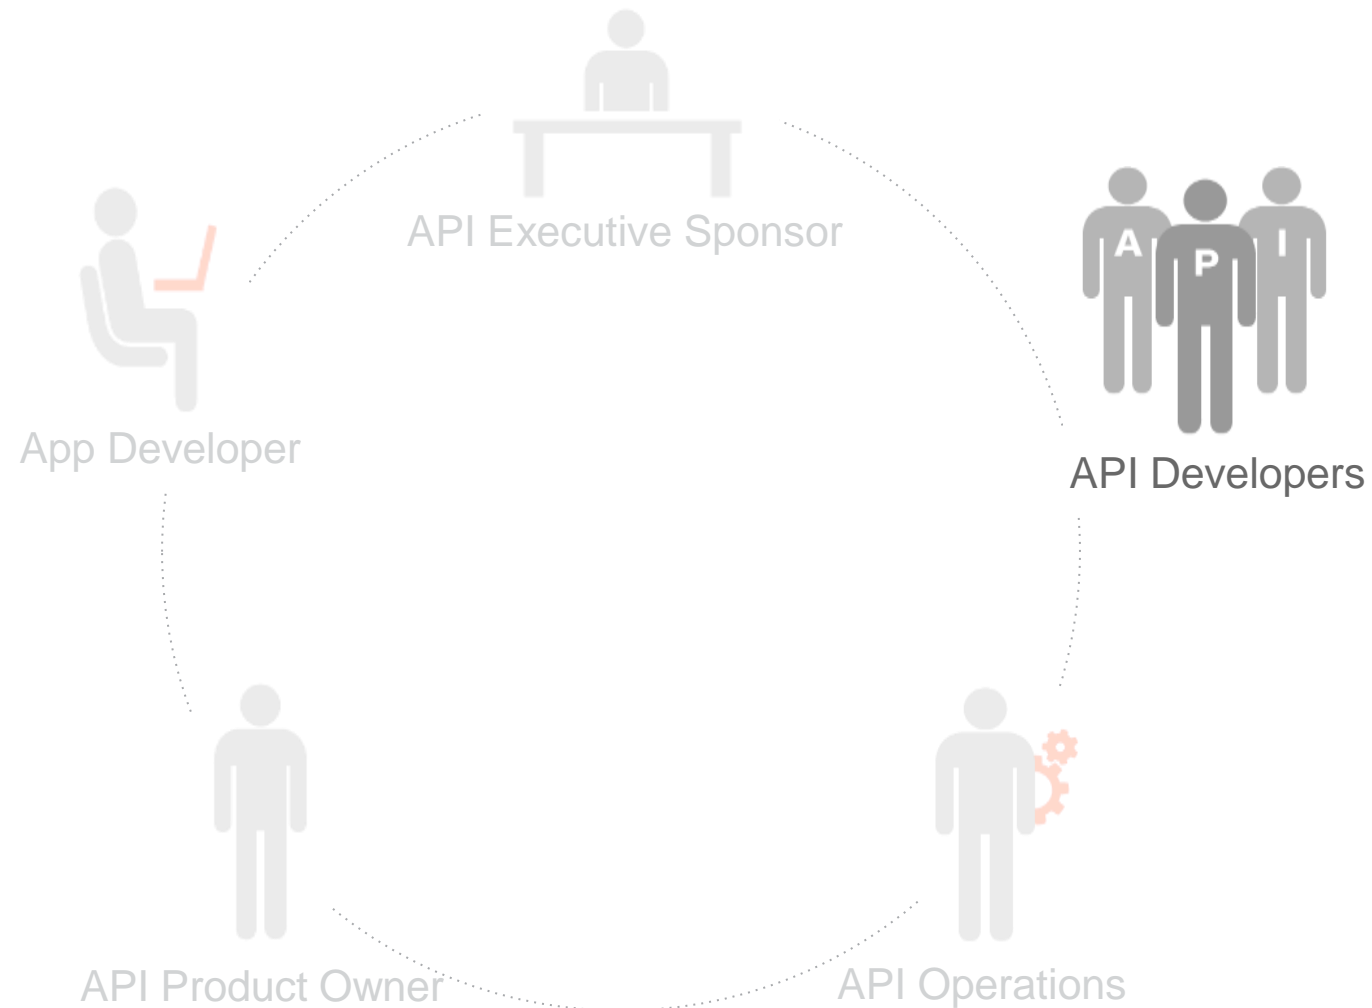 API Executive Sponsor
A P I
App Developer
API Developers
API Product Owner
API Operations